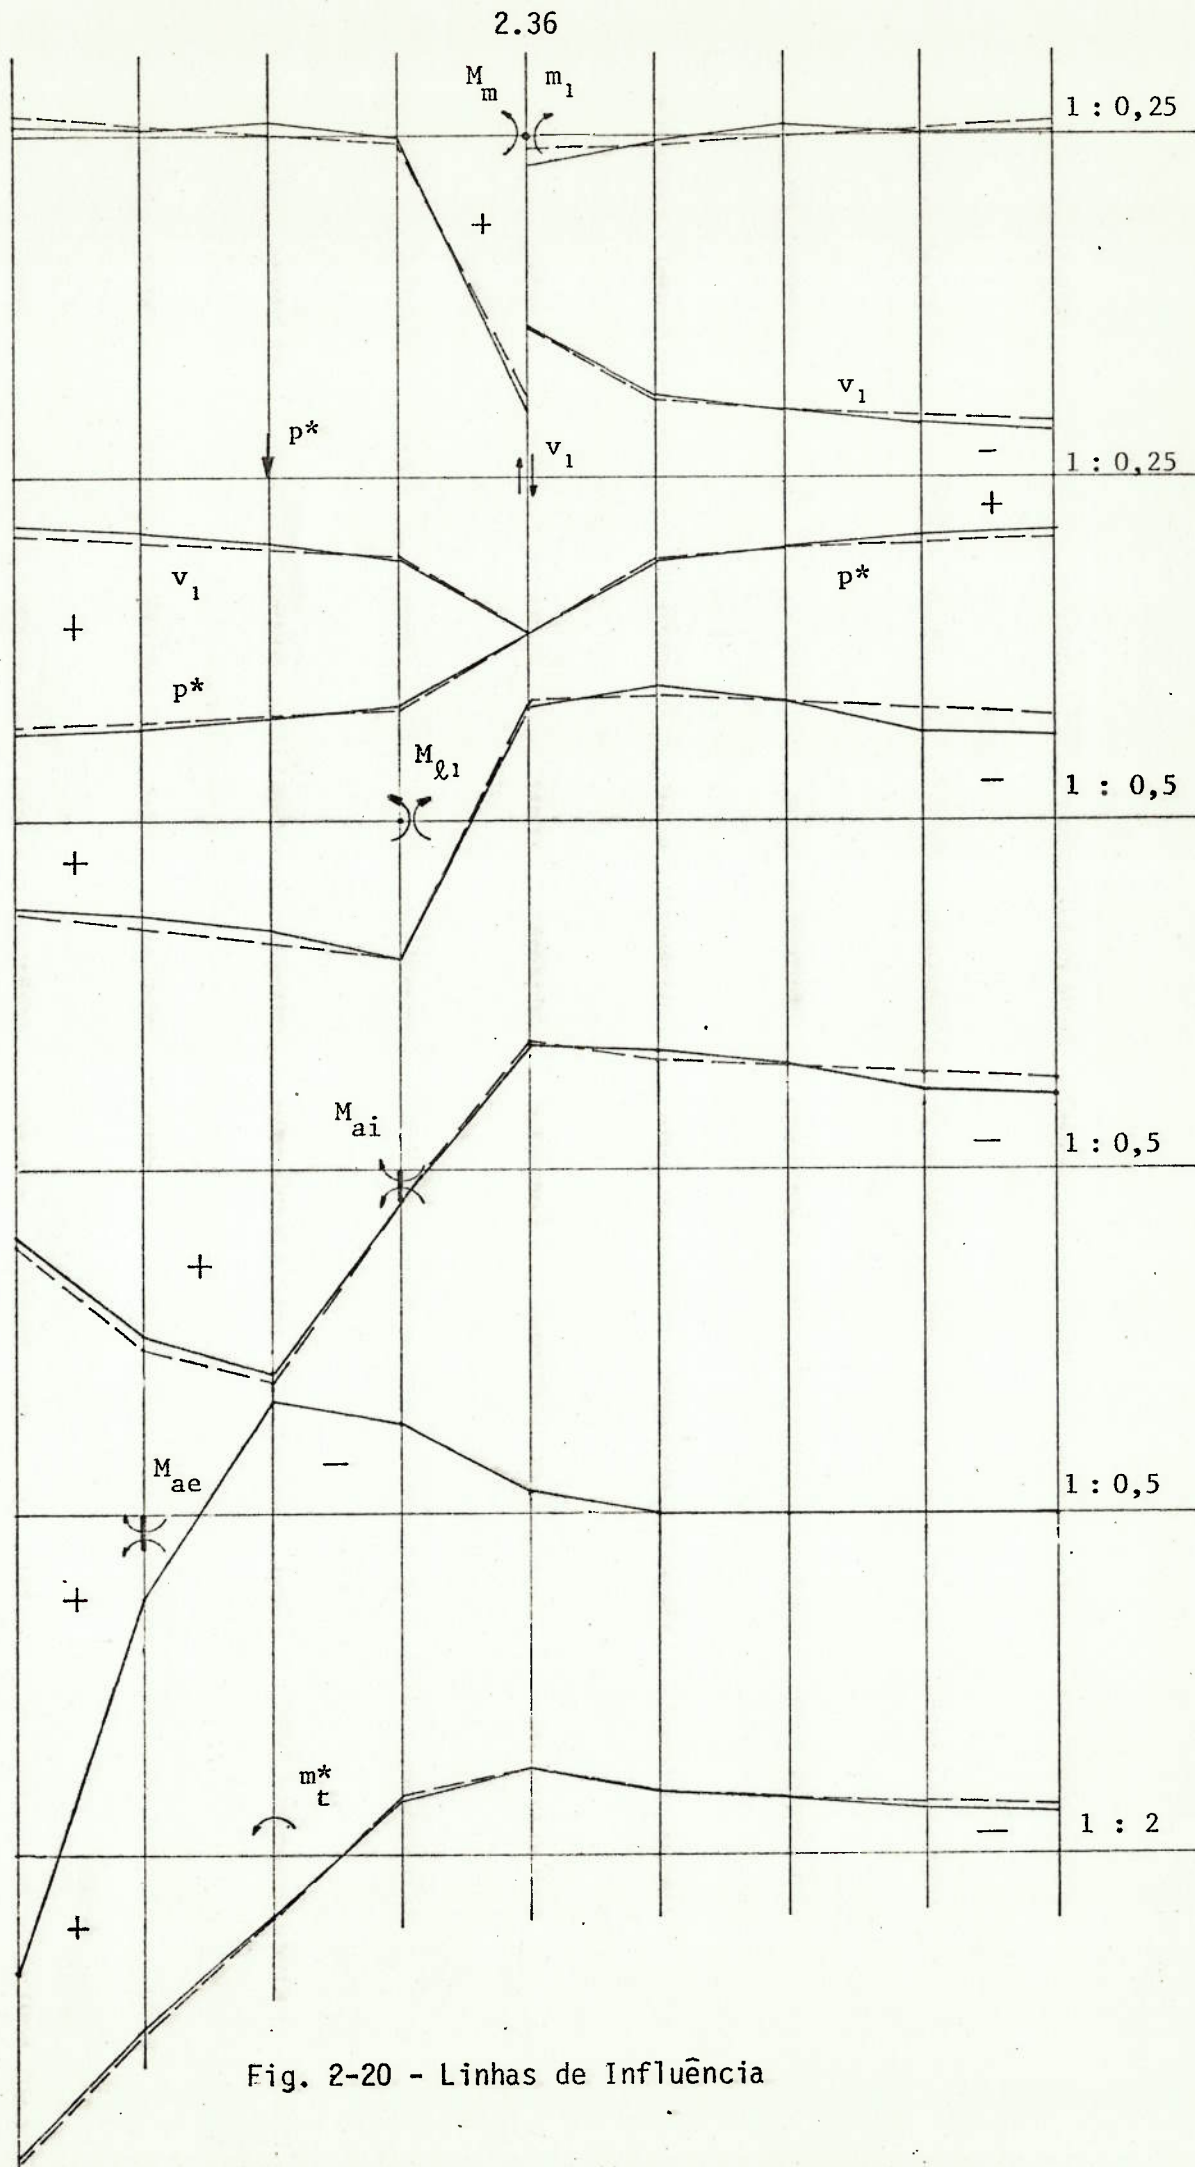 2.36
M_m m_1
1 : 0,25
+
v_1
p*
v_1
−
1 : 0,25
+
v_1
p*
+
p*
M_ℓ1
−
1 : 0,5
+
M_ai
−
1 : 0,5
+
M_ae
−
1 : 0,5
+
m*_t
−
1 : 2
+
Fig. 2-20 - Linhas de Influência